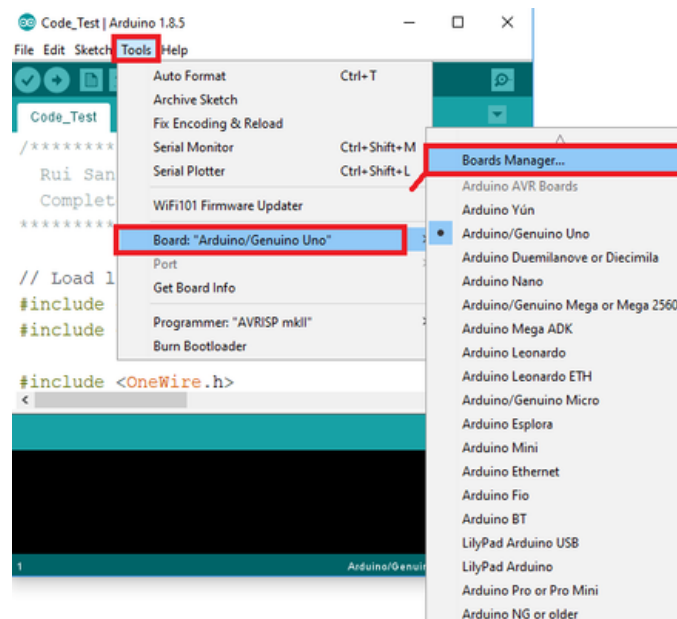 Code_Test | Arduino 1.8.5
File Edit Sketch Tools Help
Code_Test
/********
Rui San
Complet
*********
// Load l
#include
#include
#include <OneWire.h>
Auto Format Ctrl+T
Archive Sketch
Fix Encoding & Reload
Serial Monitor Ctrl+Shift+M
Serial Plotter Ctrl+Shift+L
WiFi101 Firmware Updater
Board: "Arduino/Genuino Uno"
Port
Get Board Info
Programmer: "AVRISP mkII"
Burn Bootloader
Boards Manager...
Arduino AVR Boards
Arduino Yún
Arduino/Genuino Uno
Arduino Duemilanove or Diecimila
Arduino Nano
Arduino/Genuino Mega or Mega 2560
Arduino Mega ADK
Arduino Leonardo
Arduino Leonardo ETH
Arduino/Genuino Micro
Arduino Esplora
Arduino Mini
Arduino Ethernet
Arduino Fio
Arduino BT
LilyPad Arduino USB
LilyPad Arduino
Arduino Pro or Pro Mini
Arduino NG or older
1 Arduino/Genuin